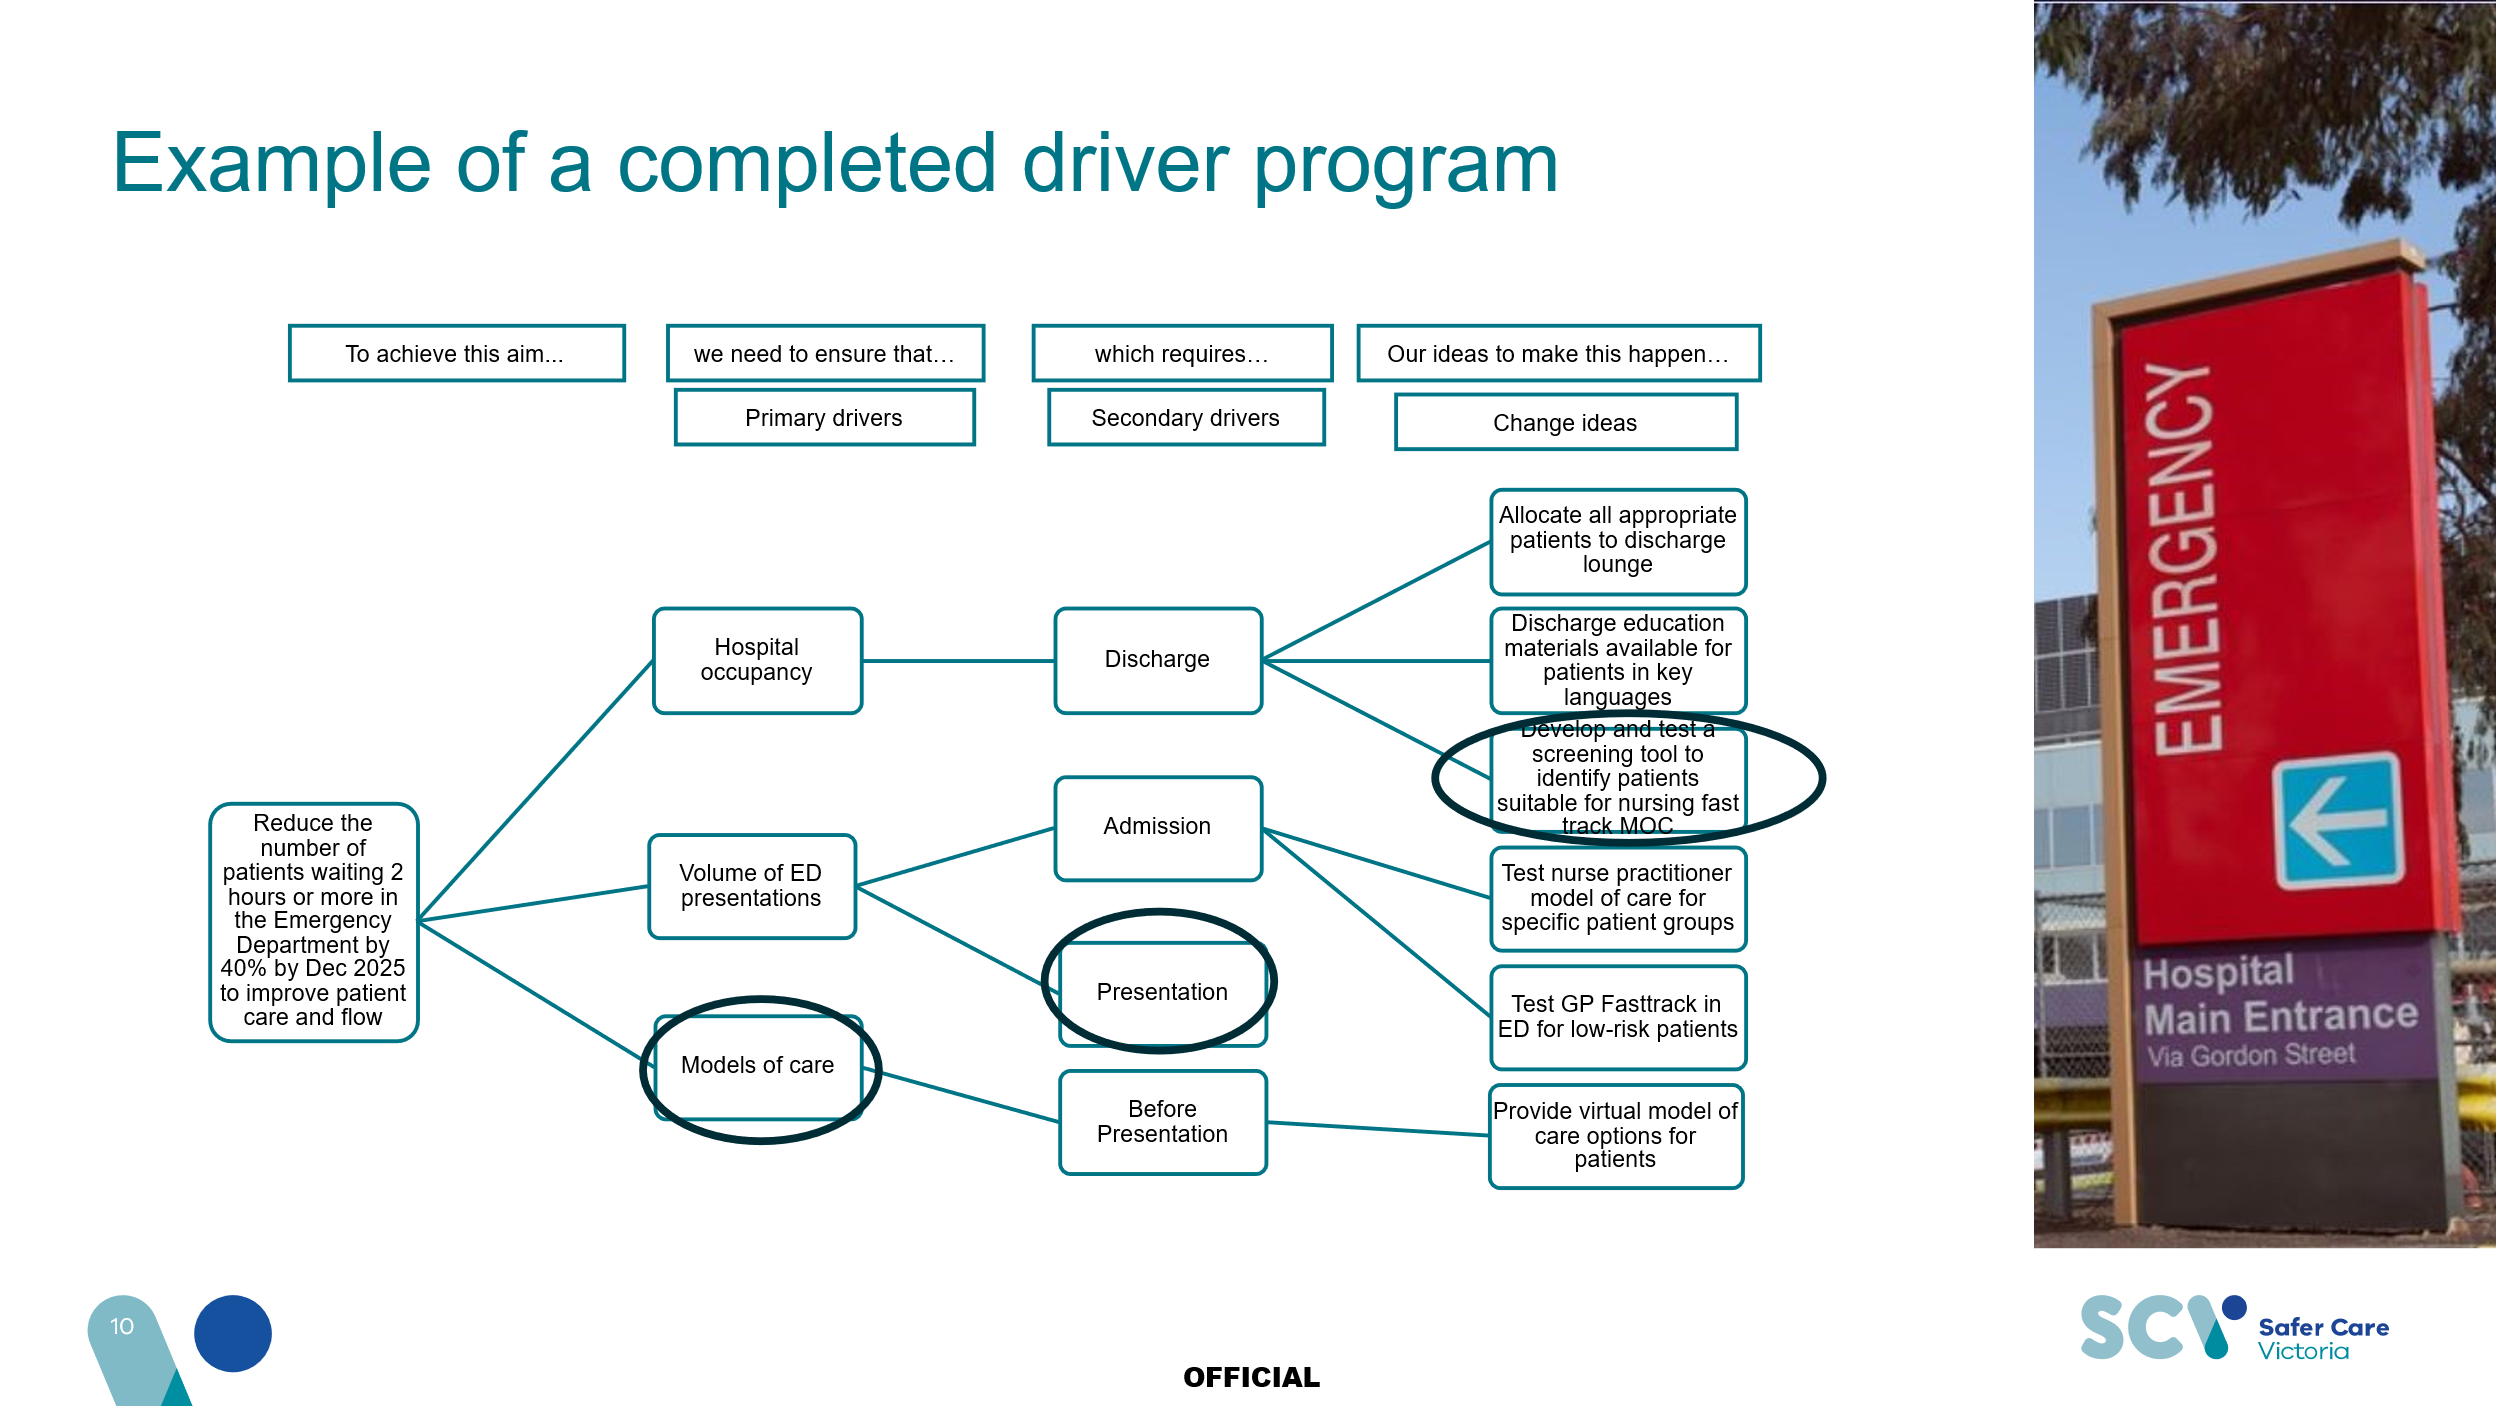 Example of a completed driver program
To achieve this aim...
we need to ensure that…
which requires…
Our ideas to make this happen…
Primary drivers
Secondary drivers
Change ideas
Reduce the
number of
patients waiting 2
hours or more in
the Emergency
Department by
40% by Dec 2025
to improve patient
care and flow
Hospital
occupancy
Volume of ED
presentations
Models of care
Discharge
Admission
Presentation
Before
Presentation
Allocate all appropriate
patients to discharge
lounge
Discharge education
materials available for
patients in key
languages
Develop and test a
screening tool to
identify patients
suitable for nursing fast
track MOC
Test nurse practitioner
model of care for
specific patient groups
Test GP Fasttrack in
ED for low-risk patients
Provide virtual model of
care options for
patients
EMERGENCY
Hospital
Main Entrance
Via Gordon Street
10
OFFICIAL
SCV
Safer Care
Victoria